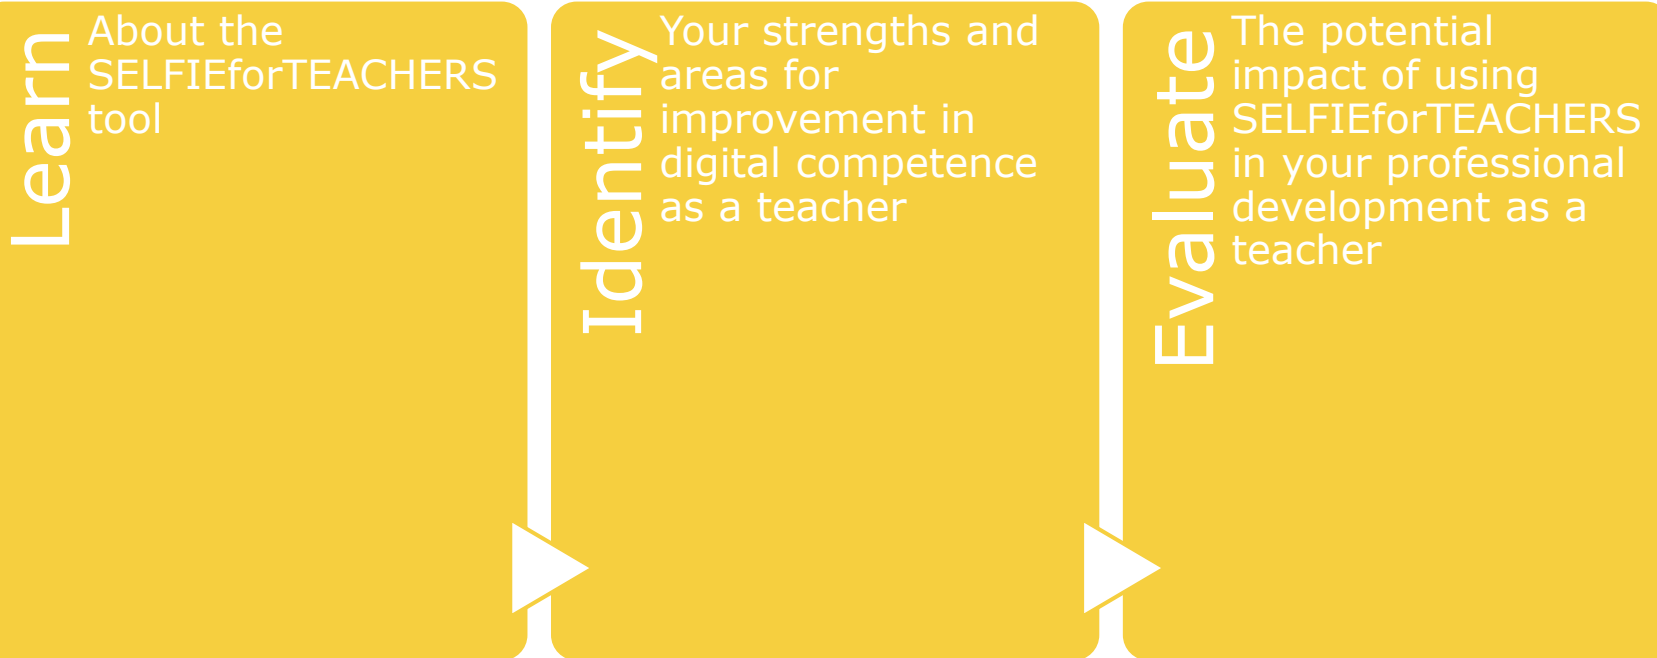 Learn
About the
SELFIEforTEACHERS
tool
Identify
Your strengths and
areas for
improvement in
digital competence
as a teacher
Evaluate
The potential
impact of using
SELFIEforTEACHERS
in your professional
development as a
teacher